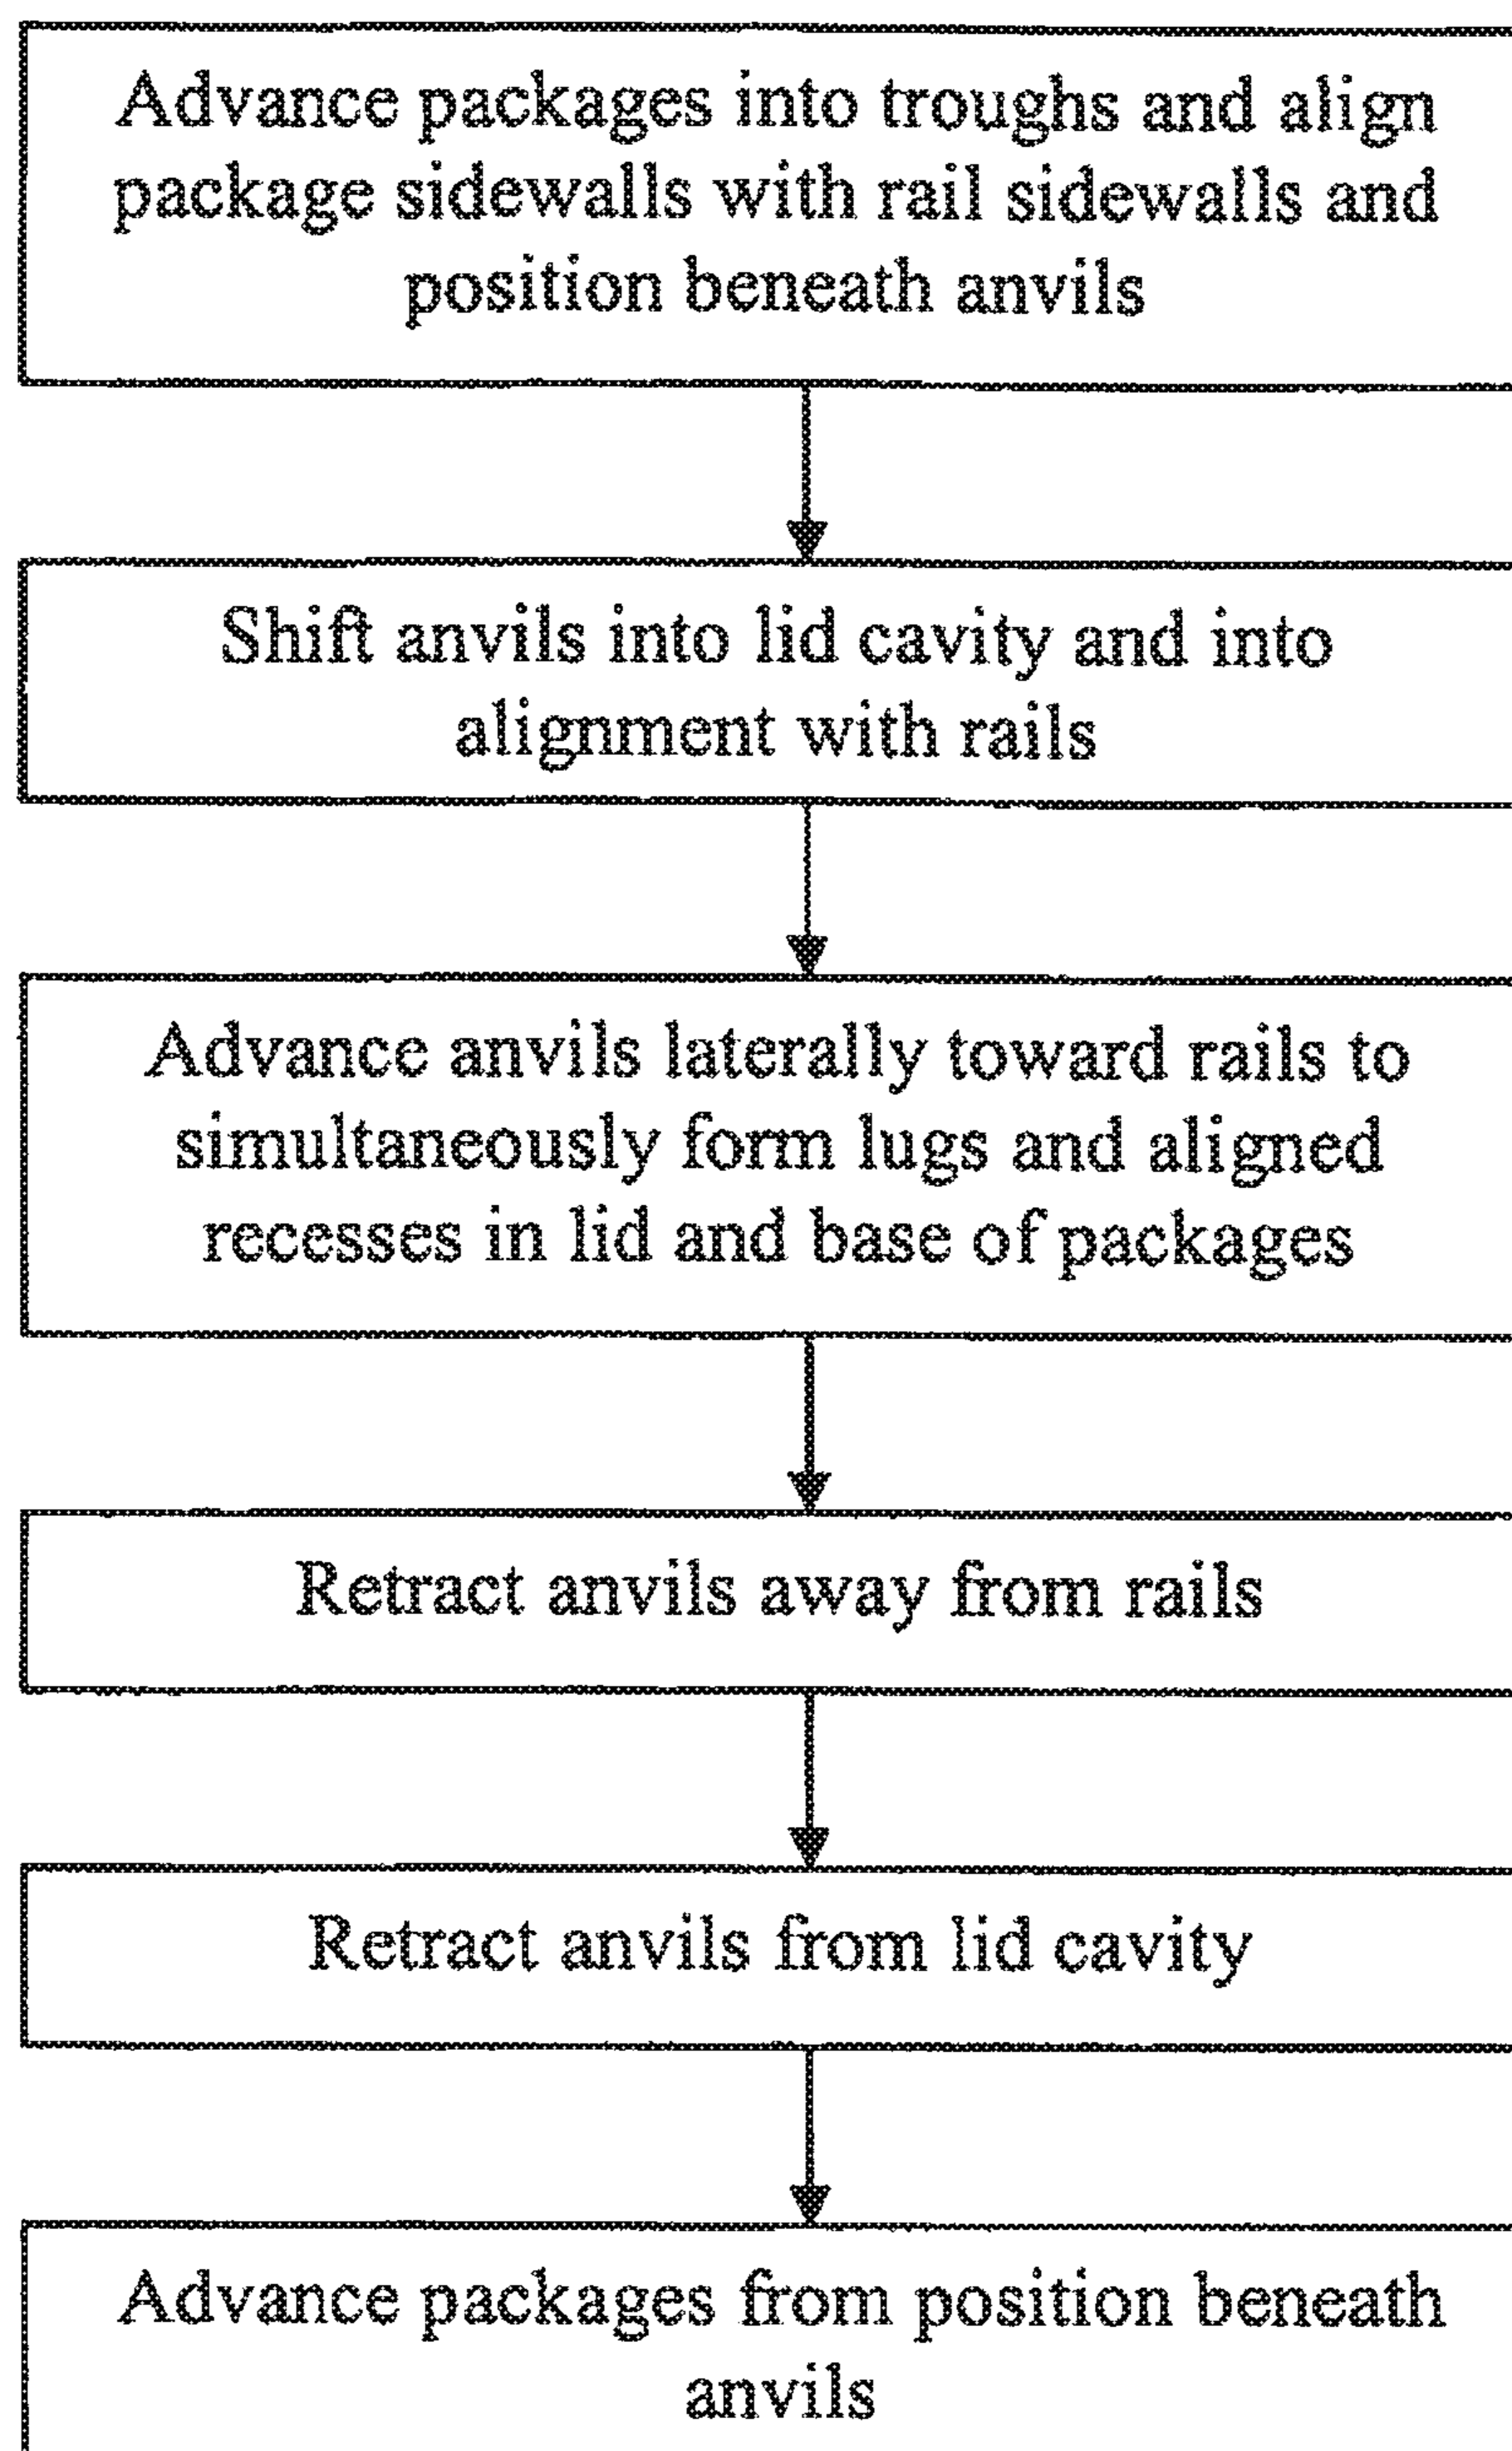 Advance packages into troughs and align
package sidewalls with rail sidewalls and
position beneath anvils
Shift anvils into lid cavity and into
alignment with rails
Advance anvils laterally toward rails to
simultaneously form lugs and aligned
recesses in lid and base of packages
Retract anvils away from rails
Retract anvils from lid cavity
Advance packages from position beneath
anvils